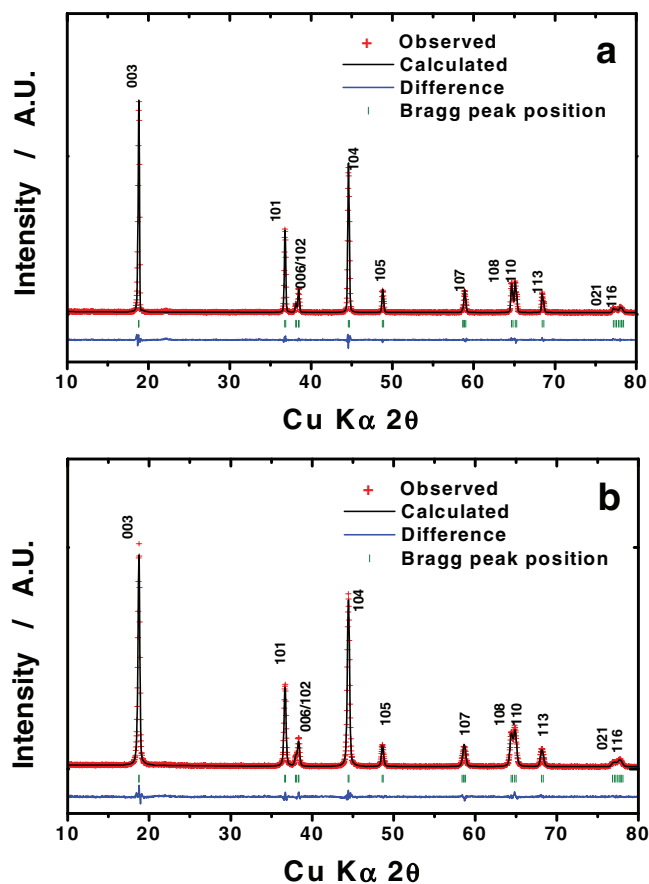 a
Observed
Calculated
Difference
Bragg peak position
003
101
006/102
104
105
107
108
110
113
021
116
Intensity / A.U.
10 20 30 40 50 60 70 80
Cu Kα 2θ
b
Observed
Calculated
Difference
Bragg peak position
003
101
006/102
104
105
107
108
110
113
021
116
Intensity / A.U.
10 20 30 40 50 60 70 80
Cu Kα 2θ